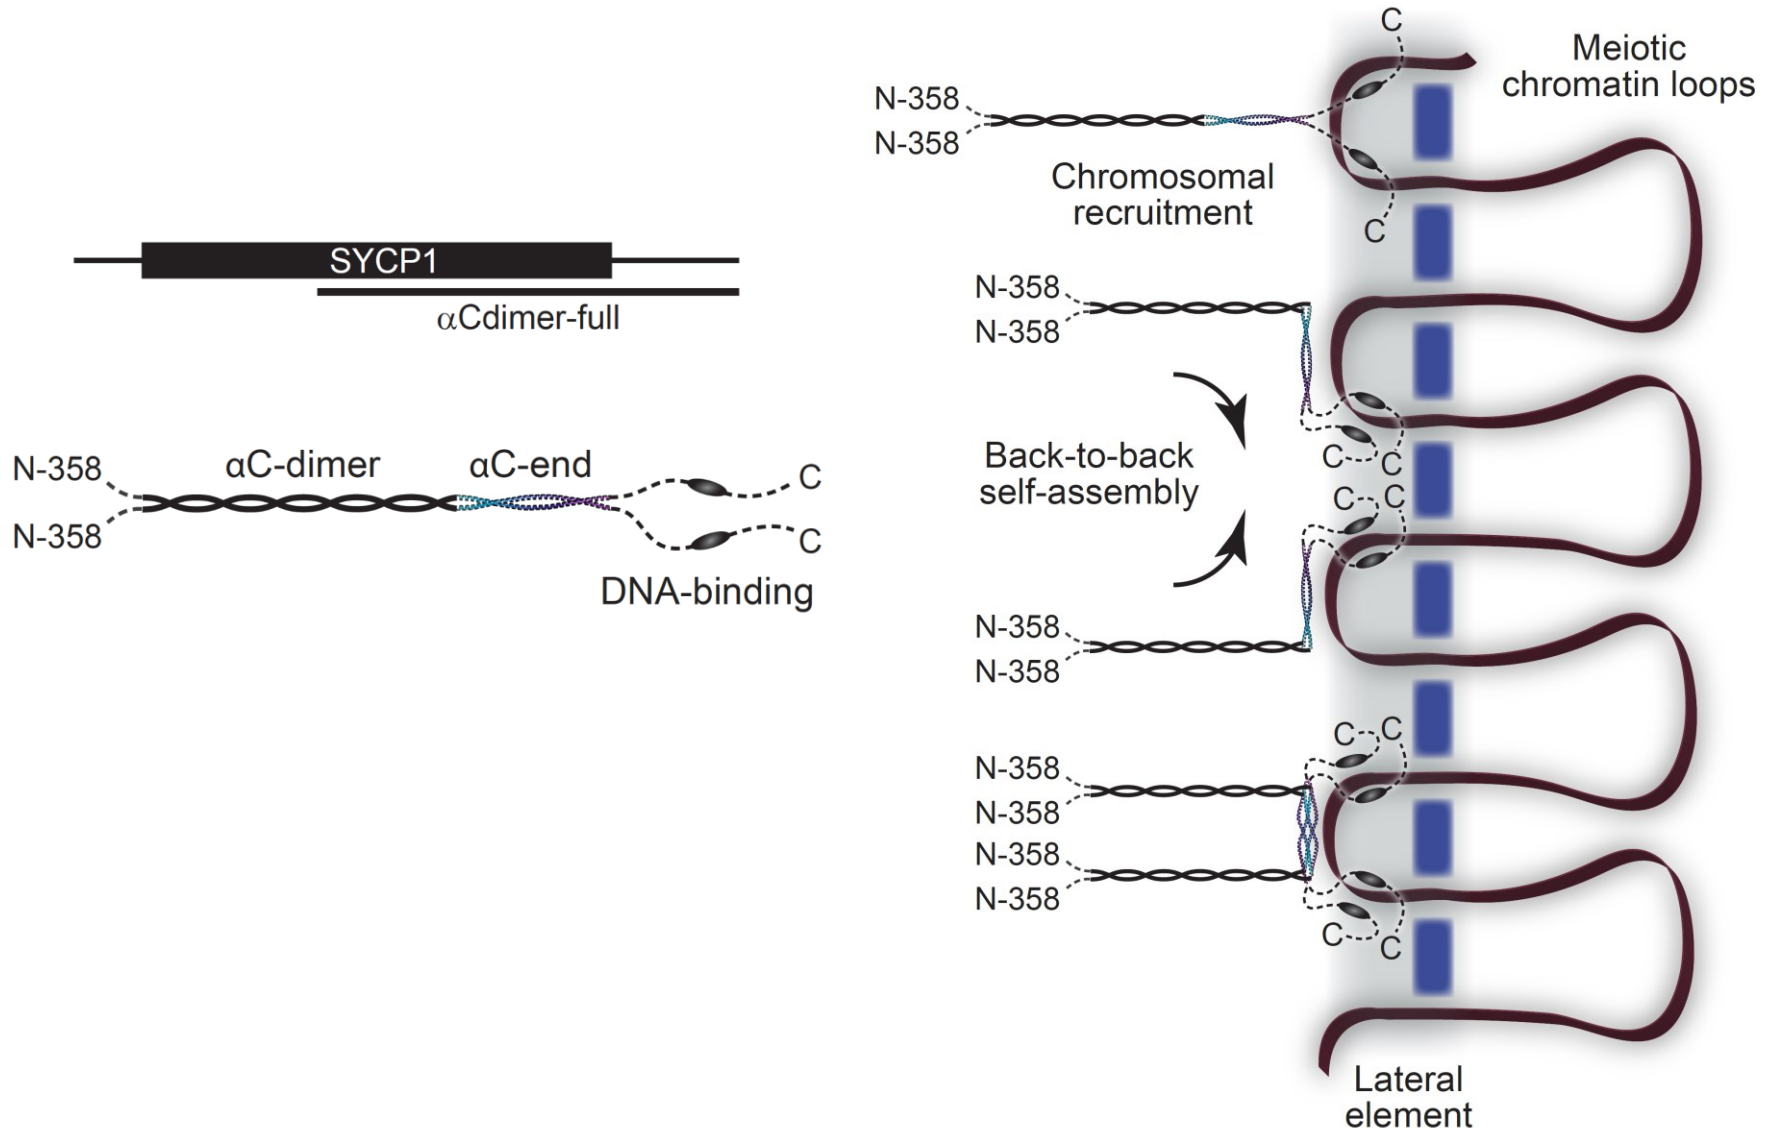 SYCP1
αCdimer-full
N-358
N-358
αC-dimer
αC-end
C
C
DNA-binding
C
Meiotic
chromatin loops
N-358
N-358
Chromosomal
recruitment
C
N-358
N-358
Back-to-back
self-assembly
C
C
C
C
N-358
N-358
C
C
N-358
N-358
N-358
N-358
C
C
Lateral
element